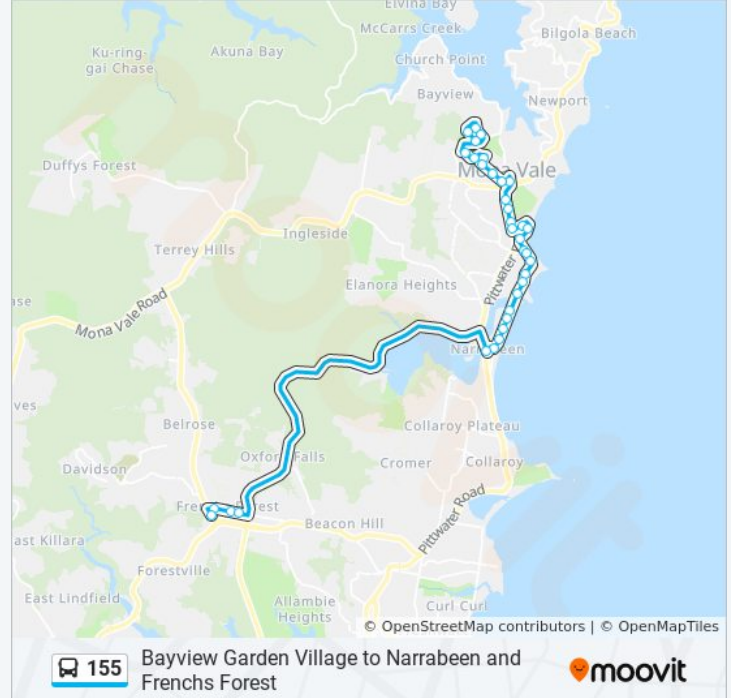 Elvina Bay
McCarrs Creek
Bilgola Beach
Ku-ring-
gai Chase
Akuna Bay
Church Point
Bayview
Newport
Duffys Forest
Mona Vale
Ingleside
Terrey Hills
Elanora Heights
Pittwater
Mona Vale Road
Narrabeen
Belrose
Collaroy Plateau
Oxford Falls
Cromer
Collaroy
Davidson
Frenchs Forest
Beacon Hill
Pittwater Road
ast Killara
Forestville
East Lindfield
Allambie
Heights
Curl Curl
© OpenStreetMap contributors | © OpenMapTiles
155
Bayview Garden Village to Narrabeen and
Frenchs Forest
moovit